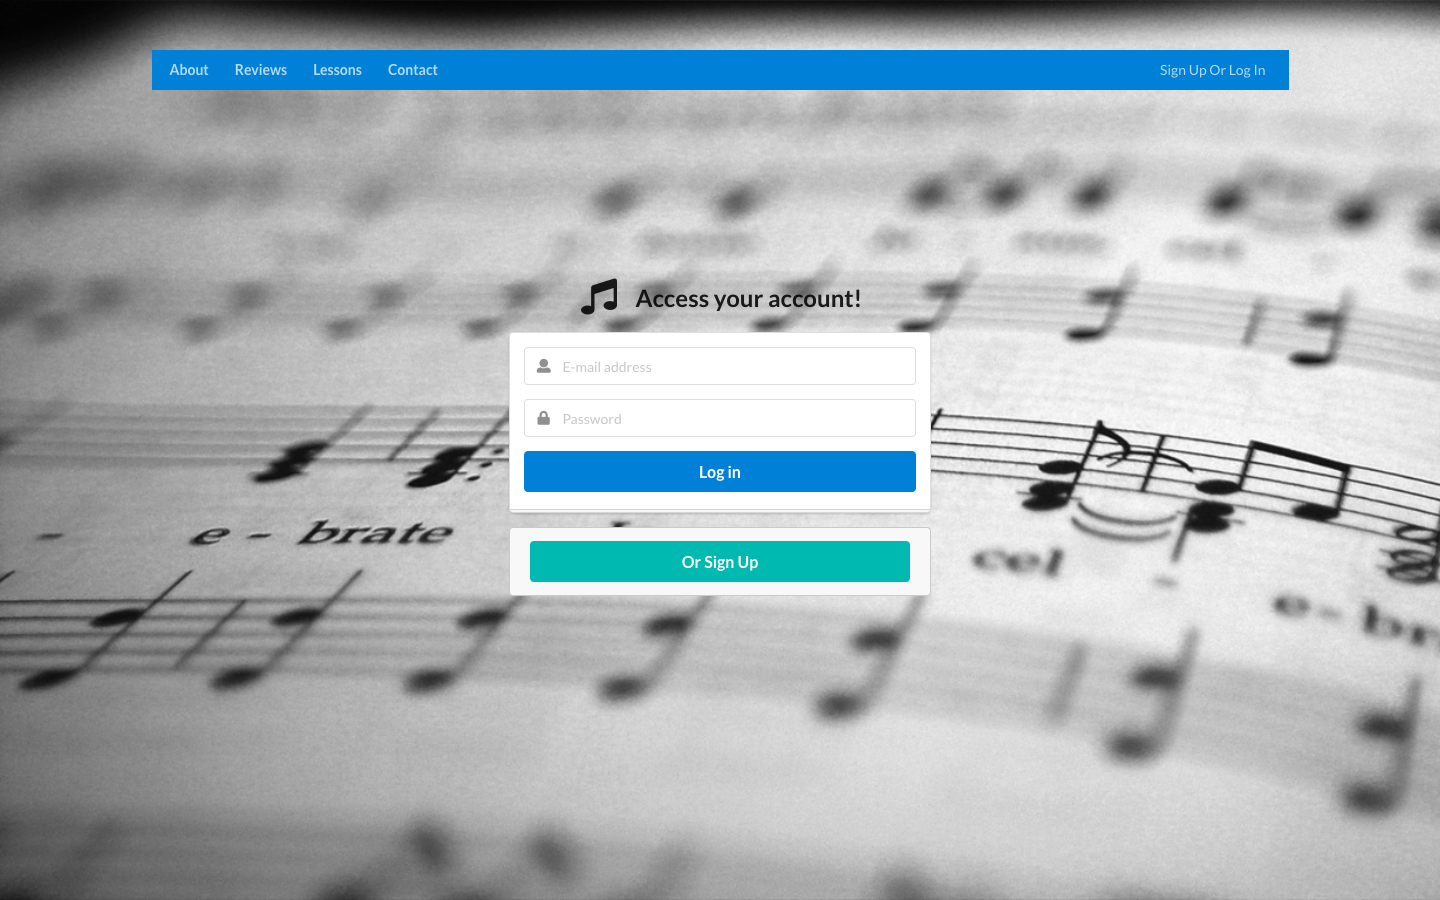 About Reviews Lessons Contact Sign Up Or Log In
Access your account!
E-mail address
Password
Log in
e - brate
Or Sign Up
cel -
e - br